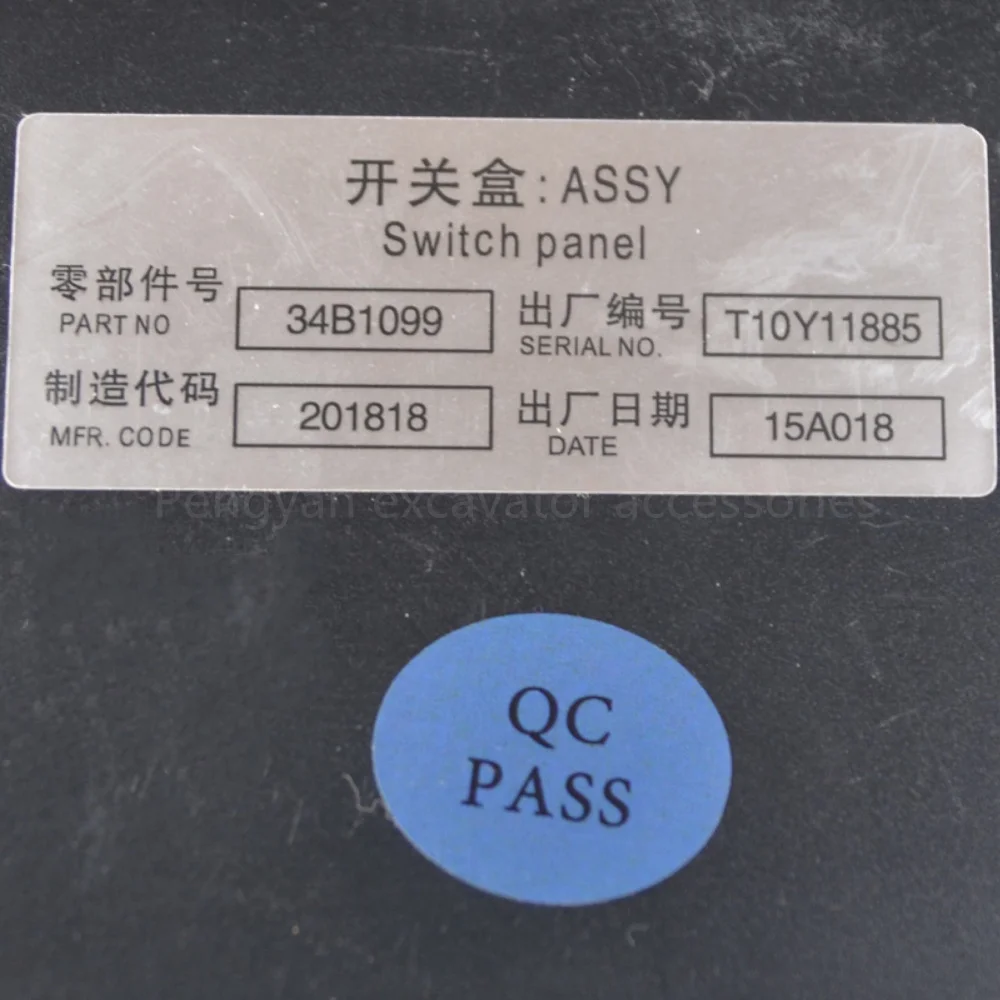 开关盒: ASSY
Switch panel
零部件号 34B1099 出厂编号 T10Y11885
PART NO SERIAL NO.
制造代码 201818 出厂日期 15A018
MFR. CODE DATE
Pengyan excavator accessories
QC
PASS